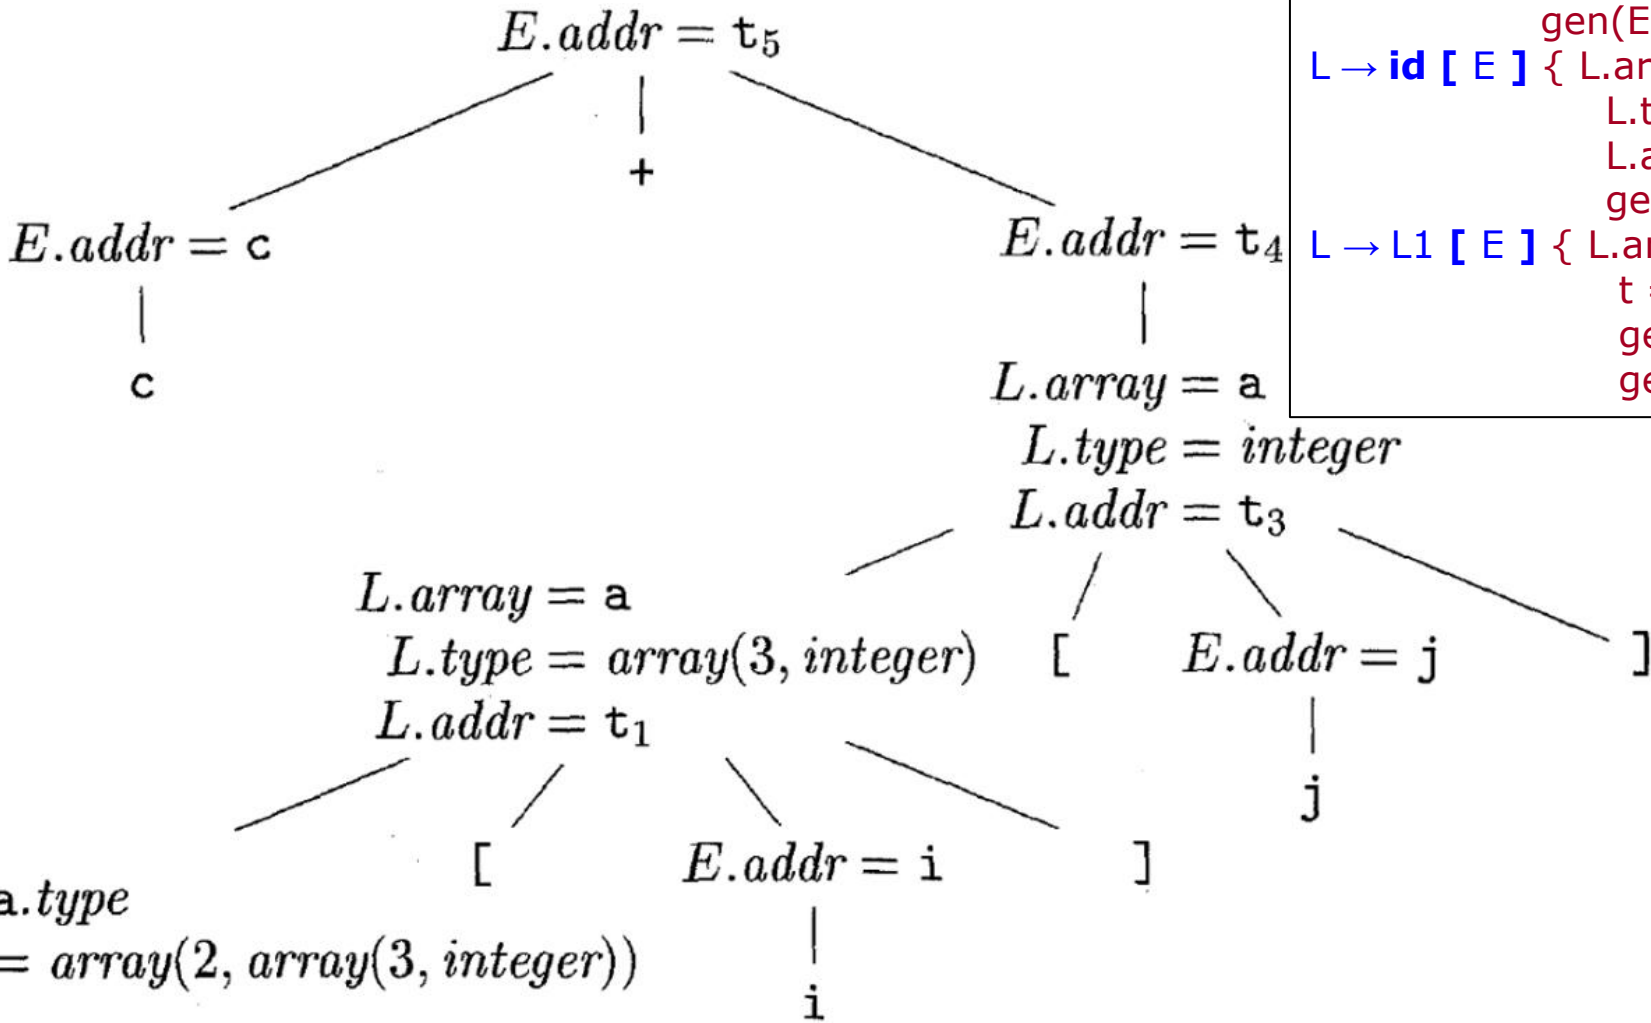 E.addr = t₅
+
E.addr = c
c
E.addr = t₄
L.array = a
L.type = integer
L.addr = t₃
L.array = a
L.type = array(3, integer)
L.addr = t₁
[
E.addr = j
]
j
[
E.addr = i
]
i
a.type
= array(2, array(3, integer))
gen(E
L → id [ E ] { L.ar
L.t
L.a
ge
L → L1 [ E ] { L.ar
t =
ge
ge